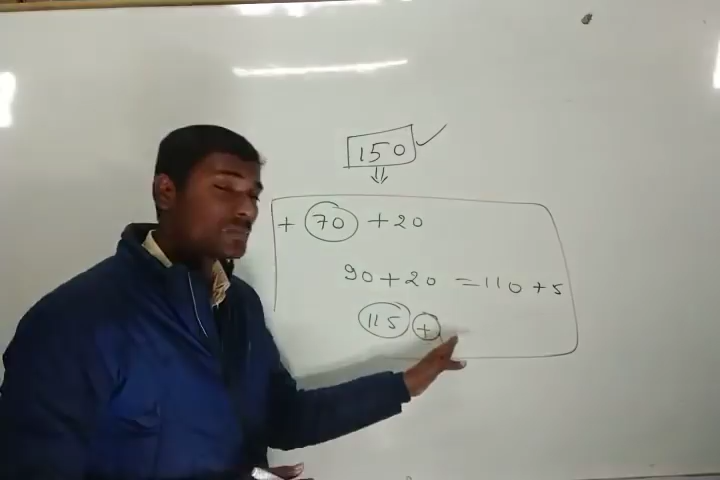 150 ✓
⇓
+ 70 + 20
90 + 20 = 110 + 5
115 +